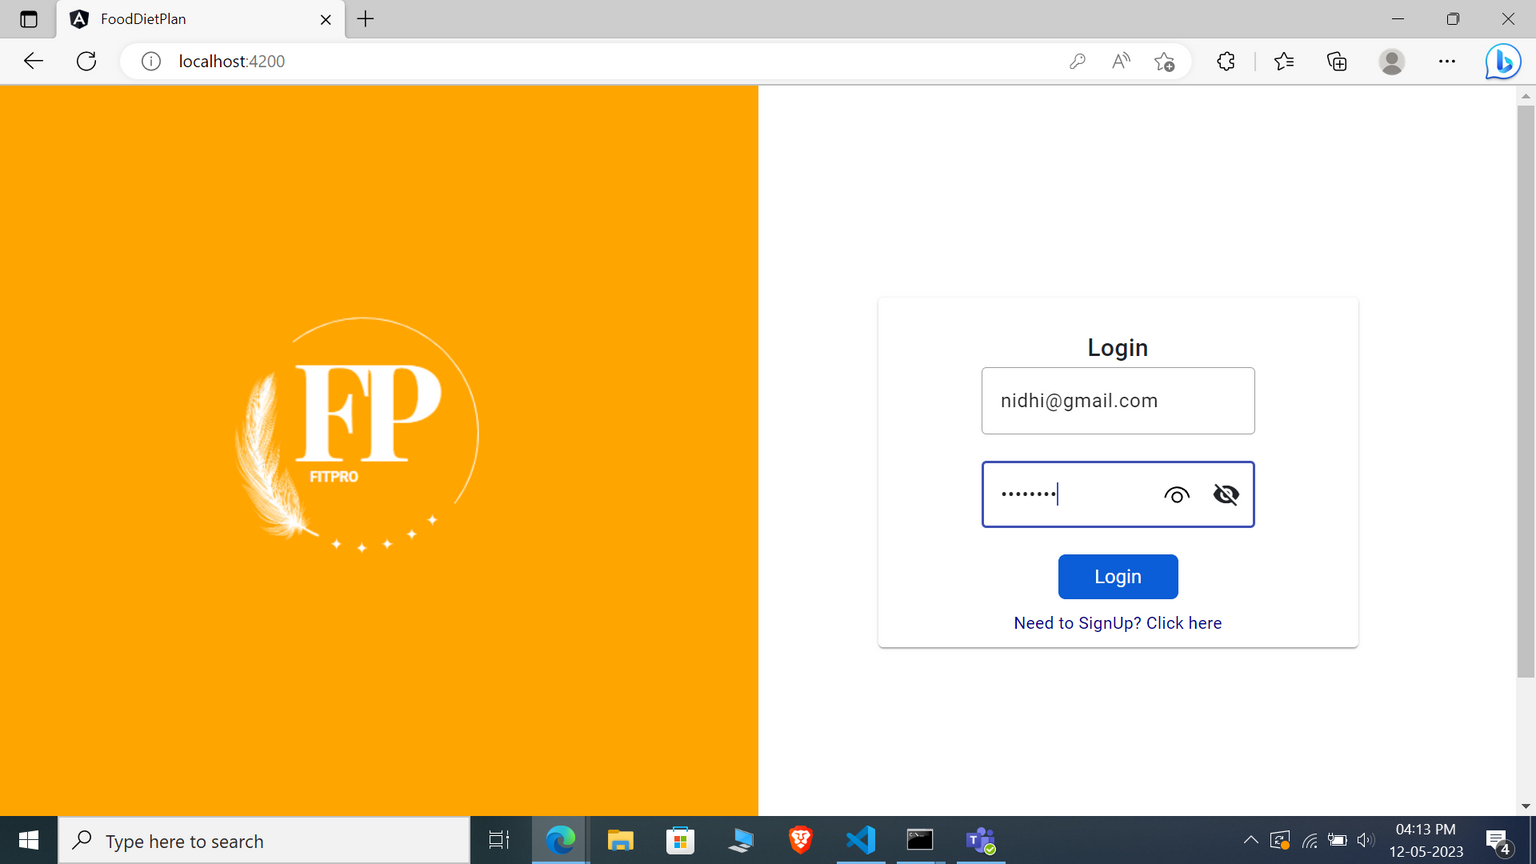 FoodDietPlan
localhost:4200
FP
FITPRO
Login
nidhi@gmail.com
••••••••
Login
Need to SignUp? Click here
Type here to search
04:13 PM
12-05-2023
4